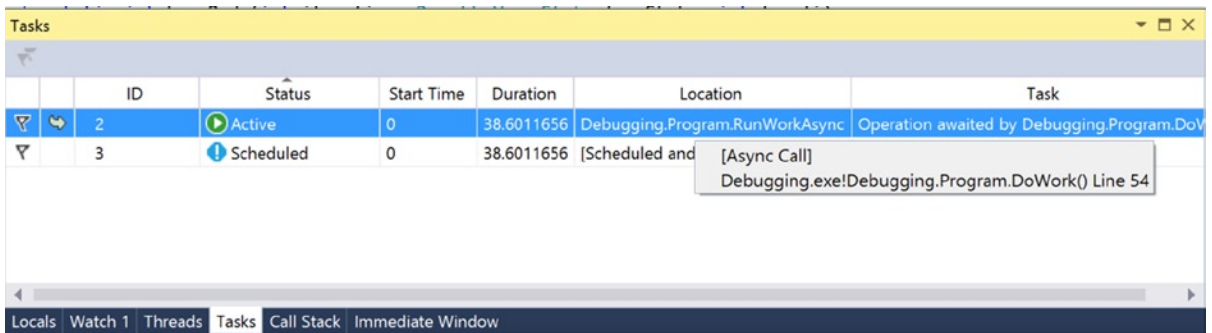 Tasks
ID Status Start Time Duration Location Task
2 Active 0 38.6011656 Debugging.Program.RunWorkAsync Operation awaited by Debugging.Program.DoW
3 Scheduled 0 38.6011656 [Scheduled and
[Async Call]
Debugging.exe!Debugging.Program.DoWork() Line 54
Locals Watch 1 Threads Tasks Call Stack Immediate Window